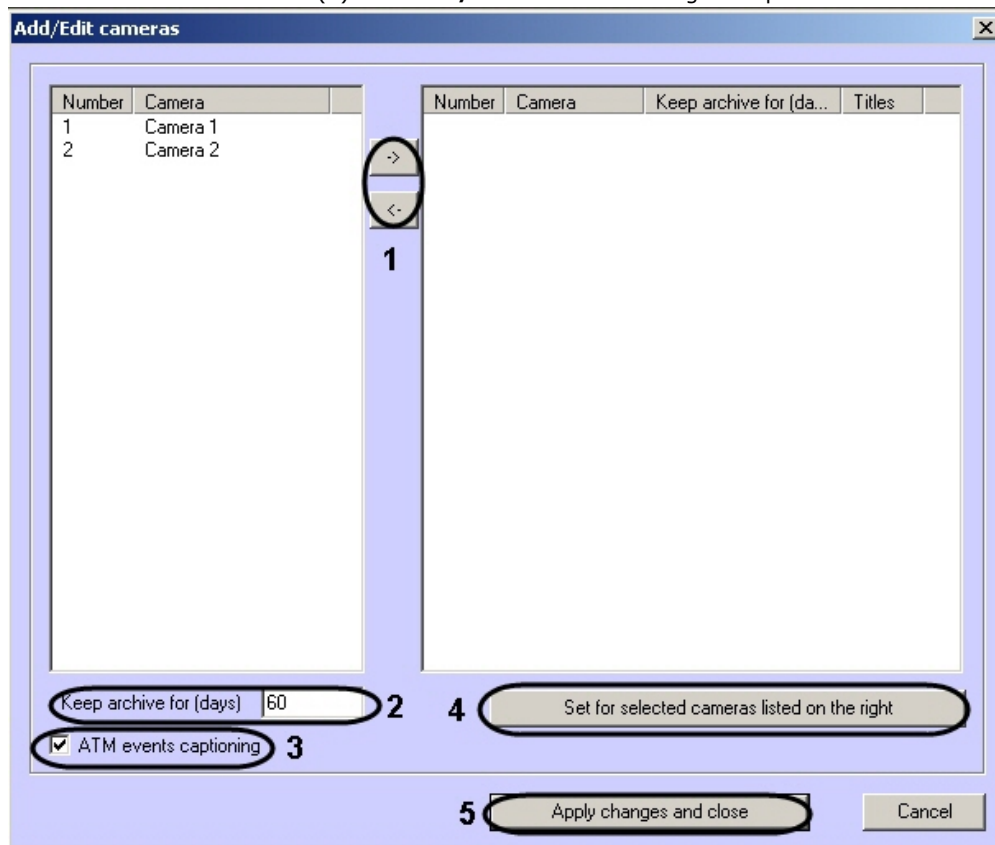 Add/Edit cameras
Number Camera
1 Camera 1
2 Camera 2
->
<-
1
Number Camera Keep archive for (da... Titles
Keep archive for (days) 60
2
4
Set for selected cameras listed on the right
ATM events captioning
3
5
Apply changes and close
Cancel